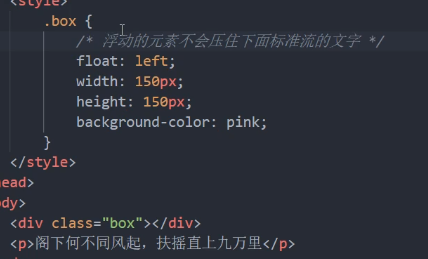 <style>
.box {
/* 浮动的元素不会压住下面标准流的文字 */
float: left;
width: 150px;
height: 150px;
background-color: pink;
}
</style>
ead>
ody>
<div class="box"></div>
<p>阁下何不同风起，扶摇直上九万里</p>